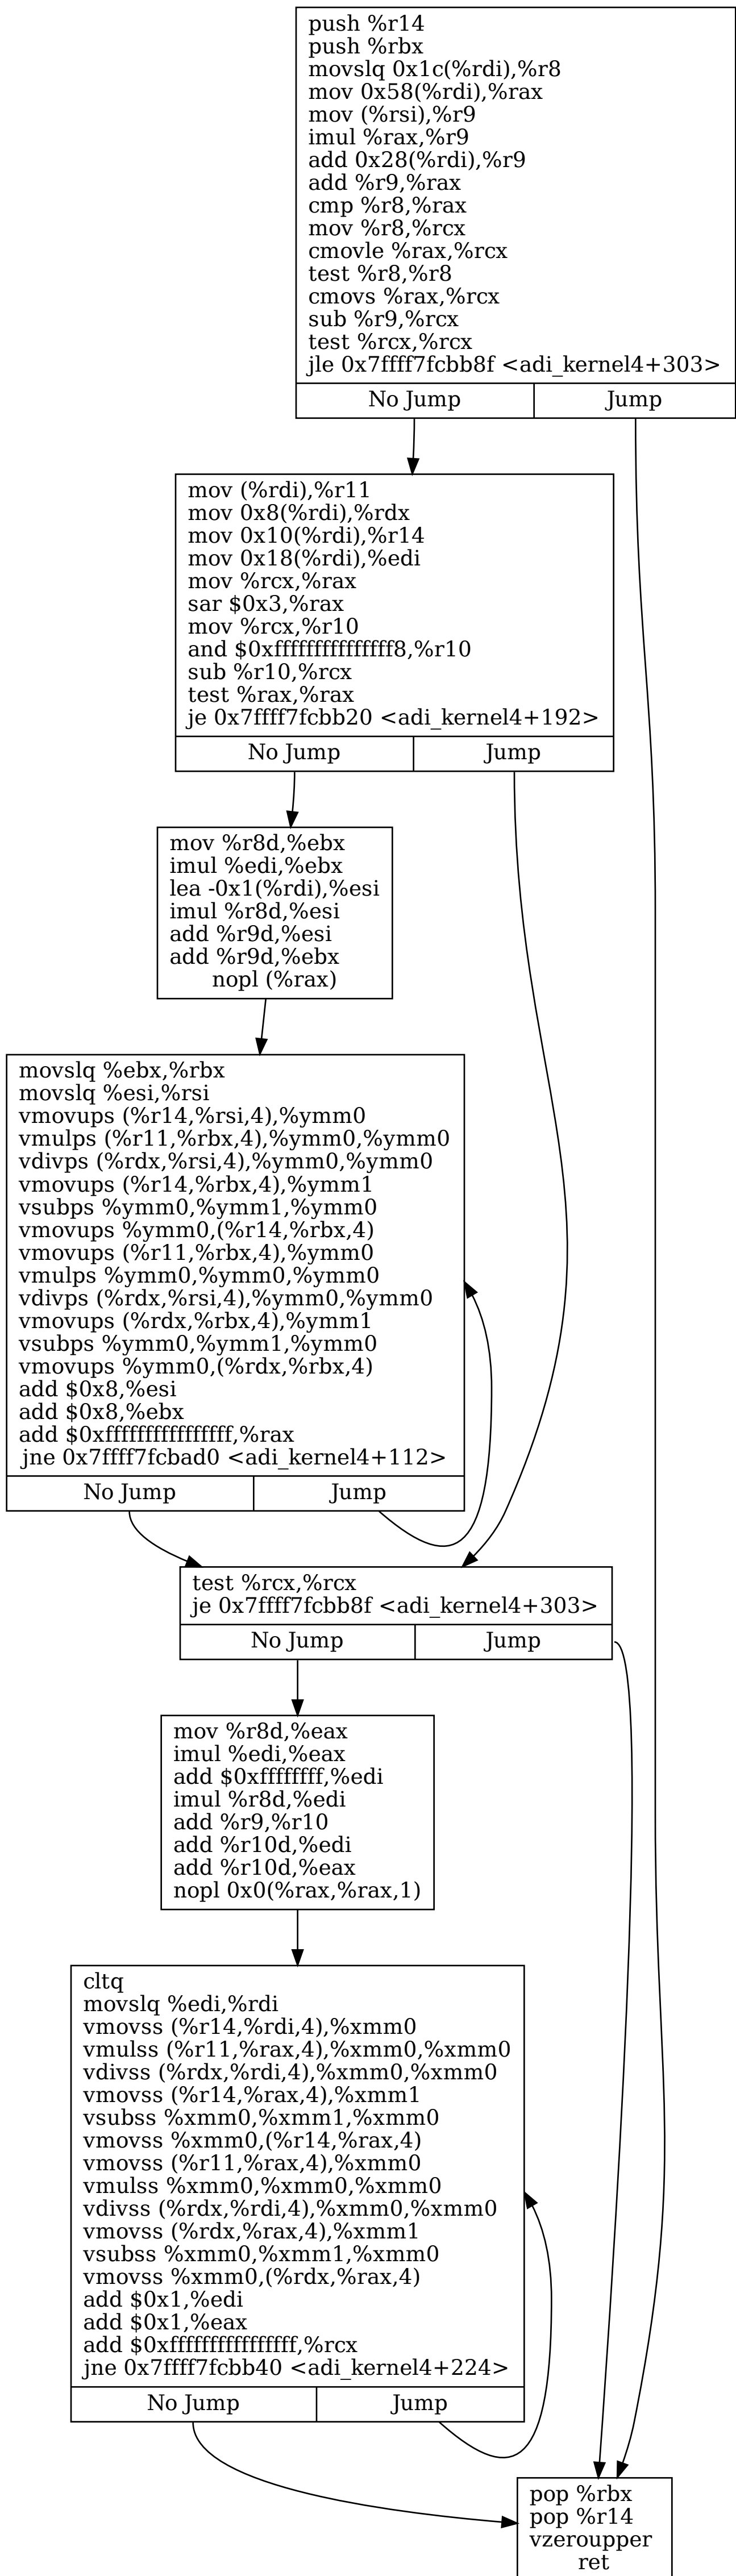 push %r14
push %rbx
movslq 0x1c(%rdi),%r8
mov 0x58(%rdi),%rax
mov (%rsi),%r9
imul %rax,%r9
add 0x28(%rdi),%r9
add %r9,%rax
cmp %r8,%rax
mov %r8,%rcx
cmovle %rax,%rcx
test %r8,%r8
cmovs %rax,%rcx
sub %r9,%rcx
test %rcx,%rcx
jle 0x7ffff7fcbb8f <adi_kernel4+303>
No Jump Jump
mov (%rdi),%r11
mov 0x8(%rdi),%rdx
mov 0x10(%rdi),%r14
mov 0x18(%rdi),%edi
mov %rcx,%rax
sar $0x3,%rax
mov %rcx,%r10
and $0xfffffffffffffff8,%r10
sub %r10,%rcx
test %rax,%rax
je 0x7ffff7fcbb20 <adi_kernel4+192>
No Jump Jump
mov %r8d,%ebx
imul %edi,%ebx
lea -0x1(%rdi),%esi
imul %r8d,%esi
add %r9d,%esi
add %r9d,%ebx
nopl (%rax)
movslq %ebx,%rbx
movslq %esi,%rsi
vmovups (%r14,%rsi,4),%ymm0
vmulps (%r11,%rbx,4),%ymm0,%ymm0
vdivps (%rdx,%rsi,4),%ymm0,%ymm0
vmovups (%r14,%rbx,4),%ymm1
vsubps %ymm0,%ymm1,%ymm0
vmovups %ymm0,(%r14,%rbx,4)
vmovups (%r11,%rbx,4),%ymm0
vmulps %ymm0,%ymm0,%ymm0
vdivps (%rdx,%rsi,4),%ymm0,%ymm0
vmovups (%rdx,%rbx,4),%ymm1
vsubps %ymm0,%ymm1,%ymm0
vmovups %ymm0,(%rdx,%rbx,4)
add $0x8,%esi
add $0x8,%ebx
add $0xffffffffffffffff,%rax
jne 0x7ffff7fcbad0 <adi_kernel4+112>
No Jump Jump
test %rcx,%rcx
je 0x7ffff7fcbb8f <adi_kernel4+303>
No Jump Jump
mov %r8d,%eax
imul %edi,%eax
add $0xffffffff,%edi
imul %r8d,%edi
add %r9,%r10
add %r10d,%edi
add %r10d,%eax
nopl 0x0(%rax,%rax,1)
cltq
movslq %edi,%rdi
vmovss (%r14,%rdi,4),%xmm0
vmulss (%r11,%rax,4),%xmm0,%xmm0
vdivss (%rdx,%rdi,4),%xmm0,%xmm0
vmovss (%r14,%rax,4),%xmm1
vsubss %xmm0,%xmm1,%xmm0
vmovss %xmm0,(%r14,%rax,4)
vmovss (%r11,%rax,4),%xmm0
vmulss %xmm0,%xmm0,%xmm0
vdivss (%rdx,%rdi,4),%xmm0,%xmm0
vmovss (%rdx,%rax,4),%xmm1
vsubss %xmm0,%xmm1,%xmm0
vmovss %xmm0,(%rdx,%rax,4)
add $0x1,%edi
add $0x1,%eax
add $0xffffffffffffffff,%rcx
jne 0x7ffff7fcbb40 <adi_kernel4+224>
No Jump Jump
pop %rbx
pop %r14
vzeroupper
ret